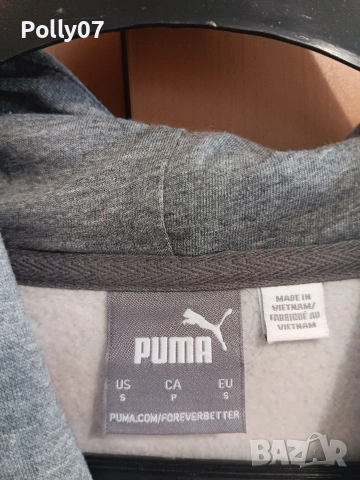 Polly07
MADE IN
VIETNAM/
FABRIQUÉ AU
VIETNAM
PUMA
US CA EU
S P S
PUMA.COM/FOREVERBETTER
BAZAR